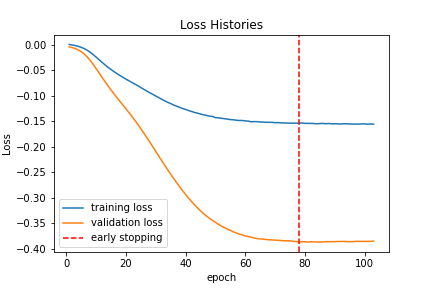 Loss Histories
Loss
0.00
−0.05
−0.10
−0.15
−0.20
−0.25
−0.30
−0.35
−0.40
training loss
validation loss
early stopping
0
20
40
60
80
100
epoch